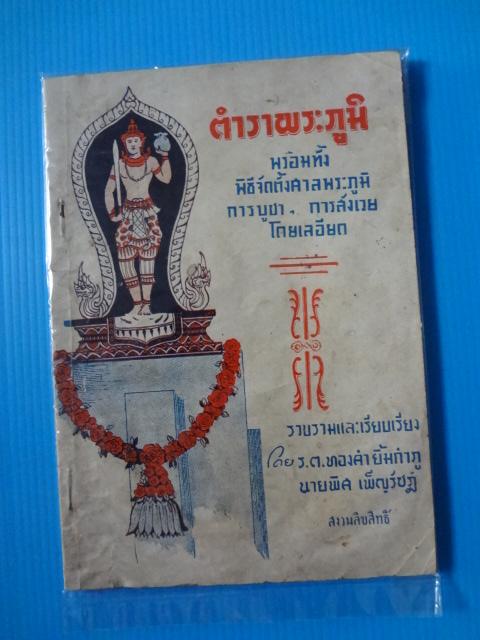 ตำราพระภูมิ
พร้อมทั้ง
พิธีจัดตั้งศาลพระภูมิ
การบูชา, การสังเวย
โดยละเอียด
รวบรวมและเรียบเรียง
โดย ร.ต.ทองคำ ยิ้มกำภู
นายพิศ เพ็ญรัชฏ์
สงวนลิขสิทธิ์